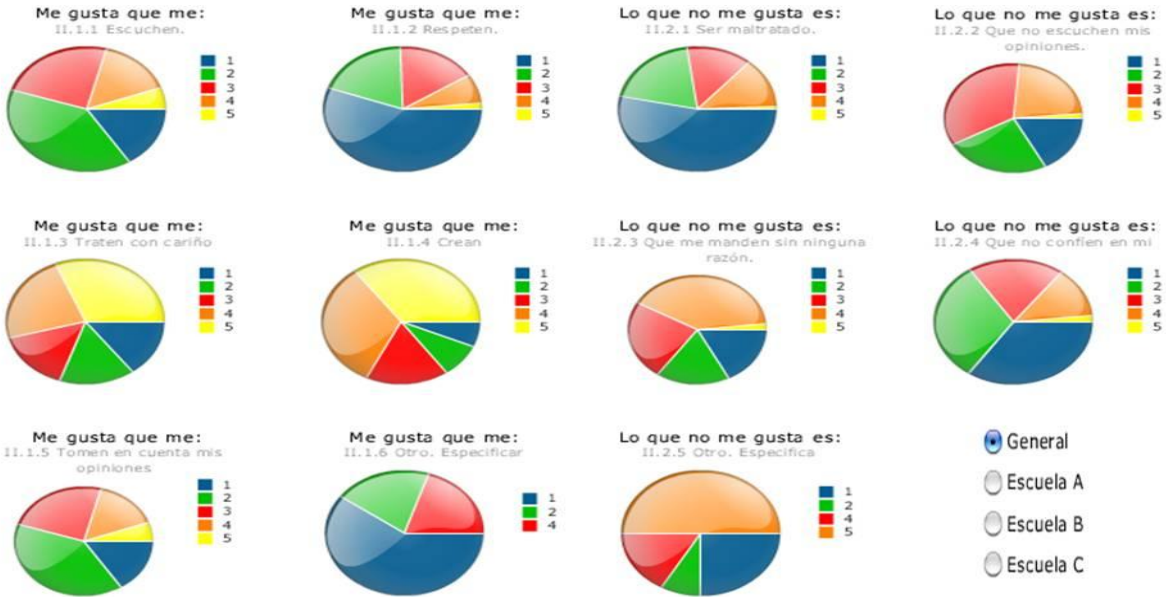 Me gusta que me:
II.1.1 Escuchen.
1
2
3
4
5
Me gusta que me:
II.1.2 Respeten.
1
2
3
4
5
Lo que no me gusta es:
II.2.1 Ser maltratado.
1
2
3
4
5
Lo que no me gusta es:
II.2.2 Que no escuchen mis
opiniones.
1
2
3
4
5
Me gusta que me:
II.1.3 Traten con cariño
1
2
3
4
5
Me gusta que me:
II.1.4 Crean
1
2
3
4
5
Lo que no me gusta es:
II.2.3 Que me manden sin ninguna
razón.
1
2
3
4
5
Lo que no me gusta es:
II.2.4 Que no confíen en mi
1
2
3
4
5
Me gusta que me:
II.1.5 Tomen en cuenta mis
opiniones
1
2
3
4
5
Me gusta que me:
II.1.6 Otro. Especificar
1
2
4
Lo que no me gusta es:
II.2.5 Otro. Especifica
1
2
4
5
General
Escuela A
Escuela B
Escuela C